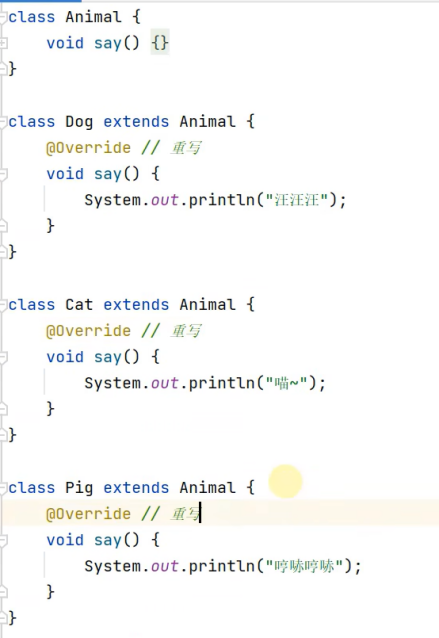 class Animal {
    void say() {}
}
class Dog extends Animal {
    @Override // 重写
    void say() {
        System.out.println("汪汪汪");
    }
}
class Cat extends Animal {
    @Override // 重写
    void say() {
        System.out.println("喵~");
    }
}
class Pig extends Animal {
    @Override // 重写
    void say() {
        System.out.println("哼哧哼哧");
    }
}